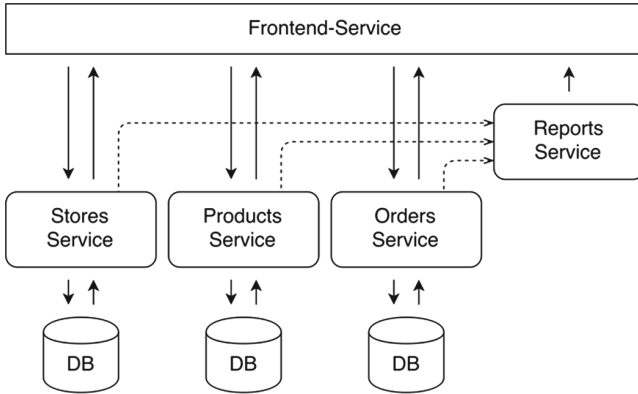 Frontend-Service
Reports
Service
Stores
Service
Products
Service
Orders
Service
DB
DB
DB